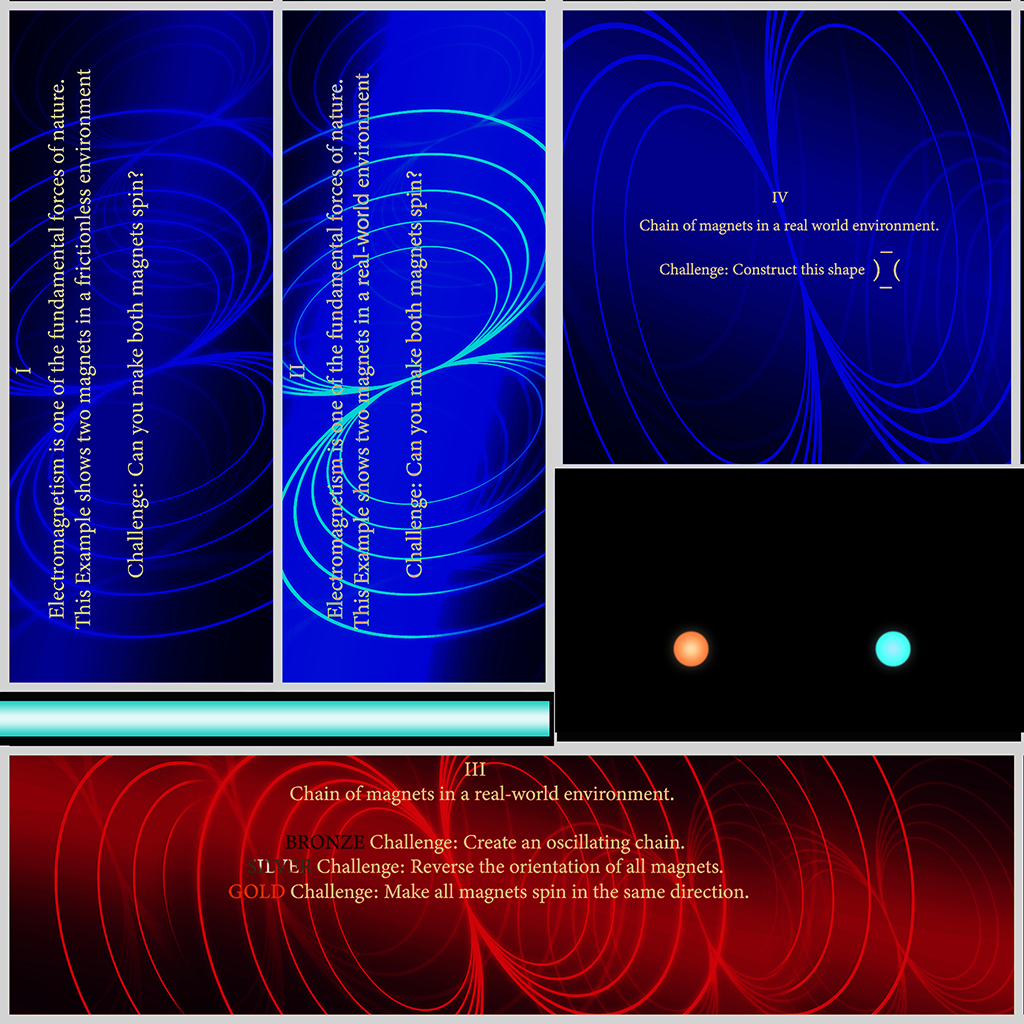 I
Electromagnetism is one of the fundamental forces of nature.
This Example shows two magnets in a frictionless environment
Challenge: Can you make both magnets spin?
II
Electromagnetism is one of the fundamental forces of nature.
This Example shows two magnets in a real-world environment
Challenge: Can you make both magnets spin?
IV
Chain of magnets in a real world environment.
Challenge: Construct this shape )‾_(
III
Chain of magnets in a real-world environment.
BRONZE Challenge: Create an oscillating chain.
SILVER Challenge: Reverse the orientation of all magnets.
GOLD Challenge: Make all magnets spin in the same direction.